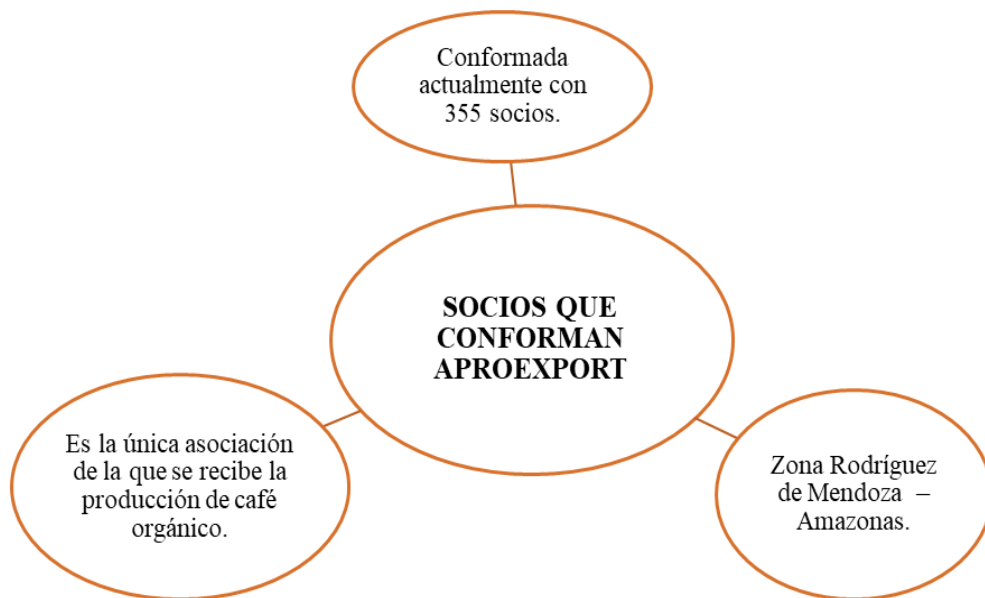 Conformada
actualmente con
355 socios.
SOCIOS QUE
CONFORMAN
APROEXPORT
Es la única asociación
de la que se recibe la
producción de café
orgánico.
Zona Rodríguez
de Mendoza –
Amazonas.